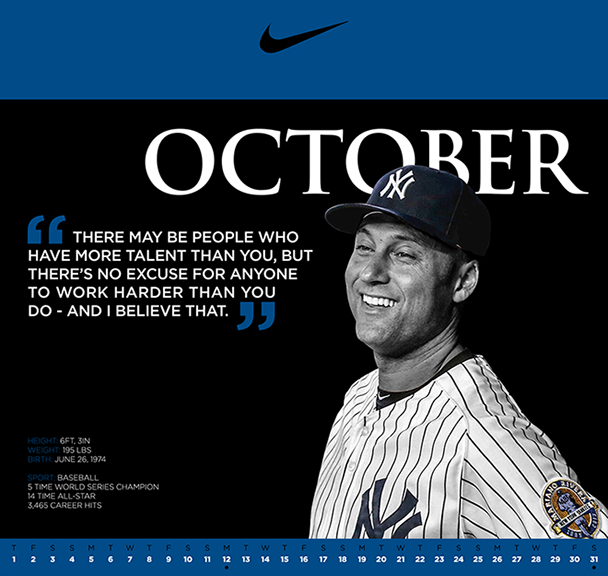 OCTOBER
THERE MAY BE PEOPLE WHO
HAVE MORE TALENT THAN YOU, BUT
THERE'S NO EXCUSE FOR ANYONE
TO WORK HARDER THAN YOU
DO - AND I BELIEVE THAT.
HEIGHT: 6FT, 3IN
WEIGHT: 195 LBS
BIRTH: JUNE 26, 1974
SPORT: BASEBALL
5 TIME WORLD SERIES CHAMPION
14 TIME ALL-STAR
3,465 CAREER HITS
NY
NY
MARIANO RIVERA
T F S S M T W T F S S M T W T F S S M T W T F S S M T W T F S
1 2 3 4 5 6 7 8 9 10 11 12 13 14 15 16 17 18 19 20 21 22 23 24 25 26 27 28 29 30 31